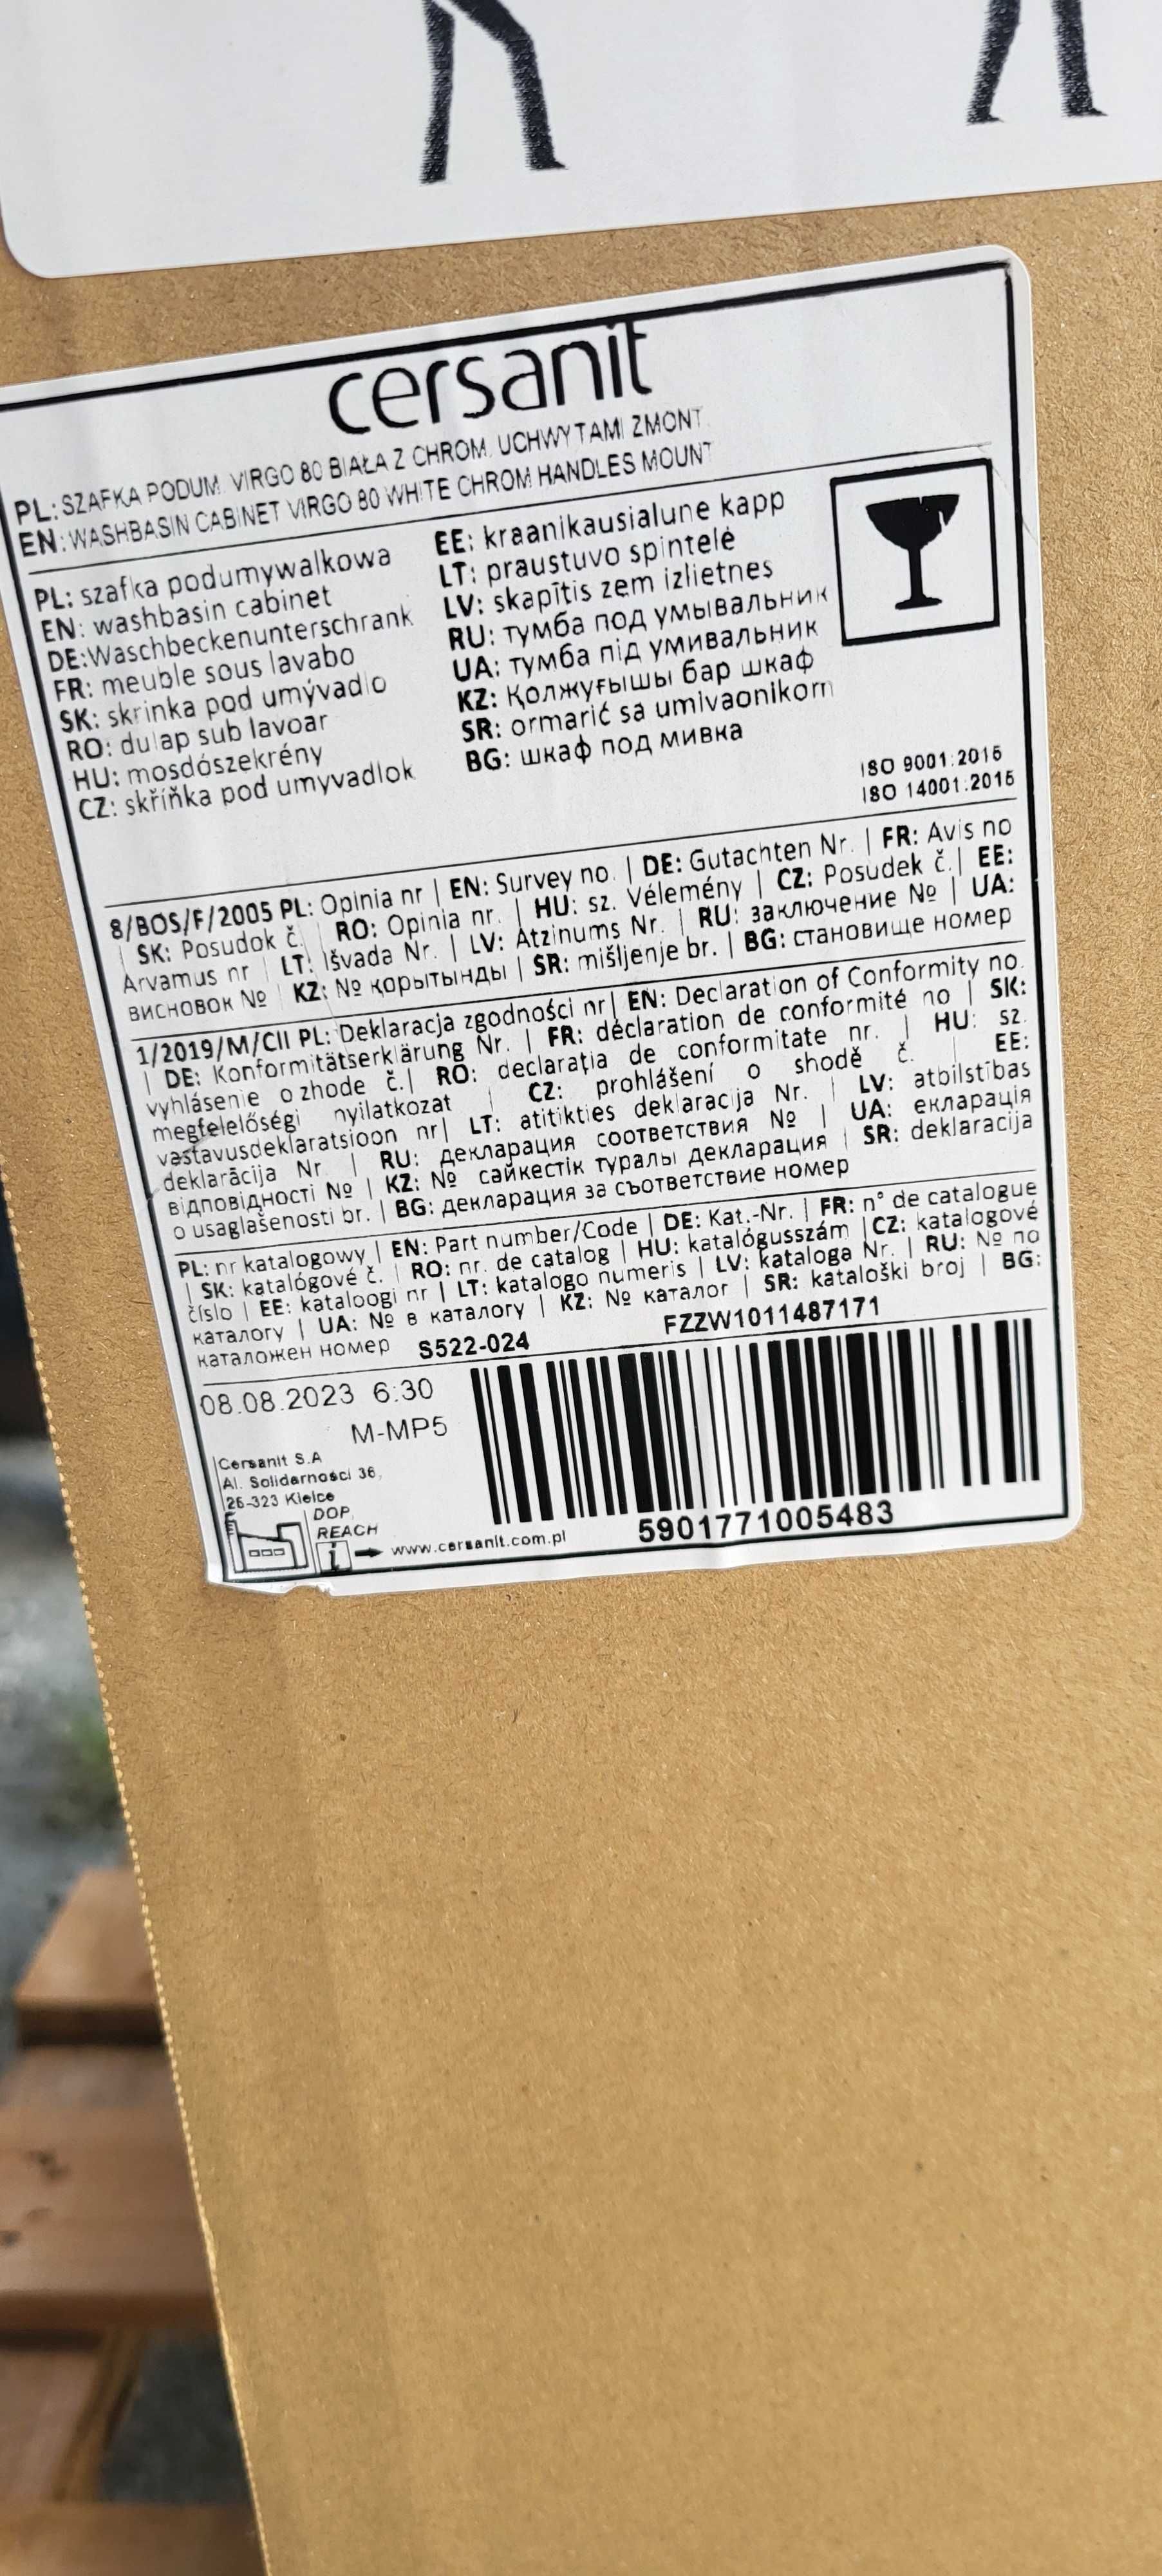 cersanit
PL: SZAFKA PODUM. VIRGO 80 BIAŁA Z CHROM. UCHWYTAMI ZMONT.
EN: WASHBASIN CABINET VIRGO 80 WHITE CHROM HANDLES MOUNT
PL: szafka podumywalkowa
EN: washbasin cabinet
DE:Waschbeckenunterschrank
FR: meuble sous lavabo
SK: skrinka pod umývadlo
RO: dulap sub lavoar
HU: mosdószekrény
CZ: skříňka pod umyvadlok
EE: kraanikausialune kapp
LT: praustuvo spintelė
LV: skapītis zem izlietnes
RU: тумба под умывальник
UA: тумба під умивальник
KZ: Қолжуғышы бар шкаф
SR: ormarić sa umivaonikom
BG: шкаф под мивка
ISO 9001:2015
ISO 14001:2015
8/BOS/F/2005 PL: Opinia nr | EN: Survey no. | DE: Gutachten Nr. | FR: Avis no
| SK: Posudok č. | RO: Opinia nr. | HU: sz. Vélemény | CZ: Posudek č.| EE:
Arvamus nr | LT: Išvada Nr. | LV: Atzinums Nr. | RU: заключение № | UA:
висновок № | KZ: № қорытынды | SR: mišljenje br. | BG: становище номер
1/2019/M/CII PL: Deklaracja zgodności nr| EN: Declaration of Conformity no.
| DE: Konformitätserklärung Nr. | FR: déclaration de conformité no | SK:
vyhlásenie o zhode č.| RO: declarația de conformitate nr. | HU: sz.
megfelelőségi nyilatkozat | CZ: prohlášení o shodě č. | EE:
vastavusdeklaratsioon nr| LT: atitikties deklaracija Nr. | LV: atbilstības
deklarācija Nr. | RU: декларация соответствия № | UA: екларація
відповідності № | KZ: № сайкестік туралы декларация | SR: deklaracija
o usaglašenosti br. | BG: декларация за съответствие номер
PL: nr katalogowy | EN: Part number/Code | DE: Kat.-Nr. | FR: n° de catalogue
| SK: katalógové č. | RO: nr. de catalog | HU: katalógusszám |CZ: katalogové
číslo | EE: kataloogi nr | LT: katalogo numeris | LV: kataloga Nr. | RU: № по
каталогу | UA: № в каталогу | KZ: № каталог | SR: kataloški broj | BG:
каталожен номер S522-024 FZZW1011487171
08.08.2023 6:30
M-MP5
Cersanit S.A
Al. Solidarności 36,
25-323 Kielce
DOP,
REACH
i → www.cersanit.com.pl
5901771005483